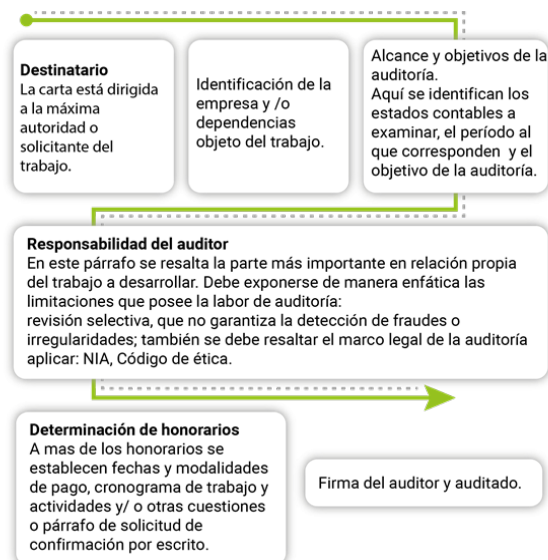 Destinatario
La carta está dirigida
a la máxima
autoridad o
solicitante del
trabajo.
Identificación de la
empresa y /o
dependencias
objeto del trabajo.
Alcance y objetivos de la
auditoría.
Aquí se identifican los
estados contables a
examinar, el período al
que corresponden y el
objetivo de la auditoría.
Responsabilidad del auditor
En este párrafo se resalta la parte más importante en relación propia
del trabajo a desarrollar. Debe exponerse de manera enfática las
limitaciones que posee la labor de auditoría:
revisión selectiva, que no garantiza la detección de fraudes o
irregularidades; también se debe resaltar el marco legal de la auditoría
aplicar: NIA, Código de ética.
Determinación de honorarios
A mas de los honorarios se
establecen fechas y modalidades
de pago, cronograma de trabajo y
actividades y/ o otras cuestiones
o párrafo de solicitud de
confirmación por escrito.
Firma del auditor y auditado.